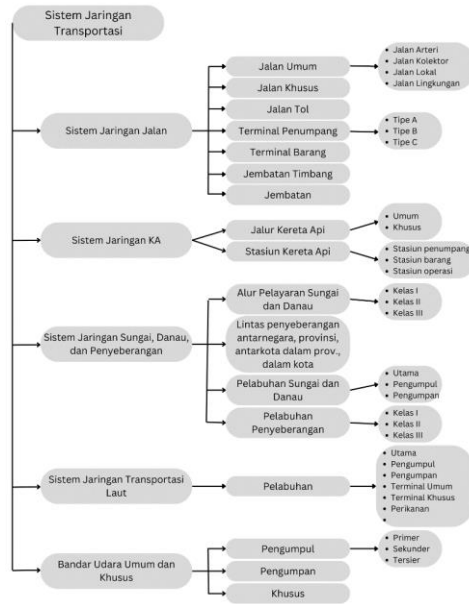 Sistem Jaringan
Transportasi
Sistem Jaringan Jalan
Jalan Umum
• Jalan Arteri
• Jalan Kolektor
• Jalan Lokal
• Jalan Lingkungan
Jalan Khusus
Jalan Tol
Terminal Penumpang
• Tipe A
• Tipe B
• Tipe C
Terminal Barang
Jembatan Timbang
Jembatan
Sistem Jaringan KA
Jalur Kereta Api
• Umum
• Khusus
Stasiun Kereta Api
• Stasiun penumpang
• Stasiun barang
• Stasiun operasi
Sistem Jaringan Sungai, Danau,
dan Penyeberangan
Alur Pelayaran Sungai
dan Danau
• Kelas I
• Kelas II
• Kelas III
Lintas penyeberangan
antarnegara, provinsi,
antarkota dalam prov.,
dalam kota
Pelabuhan Sungai dan
Danau
• Utama
• Pengumpul
• Pengumpan
Pelabuhan
Penyeberangan
• Kelas I
• Kelas II
• Kelas III
Sistem Jaringan Transportasi
Laut
Pelabuhan
• Utama
• Pengumpul
• Pengumpan
• Terminal Umum
• Terminal Khusus
• Perikanan
•
Bandar Udara Umum dan
Khusus
Pengumpul
• Primer
• Sekunder
• Tersier
Pengumpan
Khusus